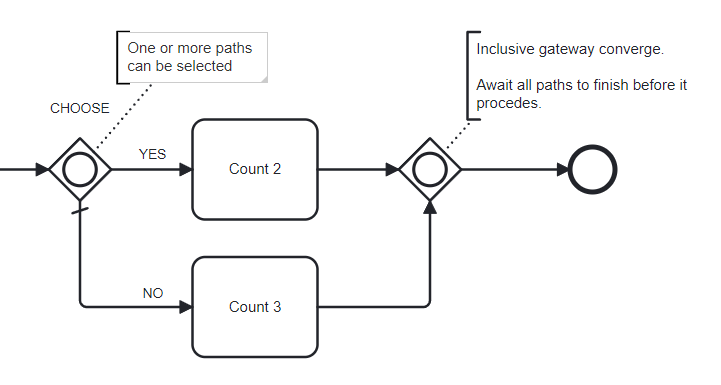 One or more paths
can be selected
Inclusive gateway converge.
Await all paths to finish before it
procedes.
CHOOSE
YES
Count 2
NO
Count 3